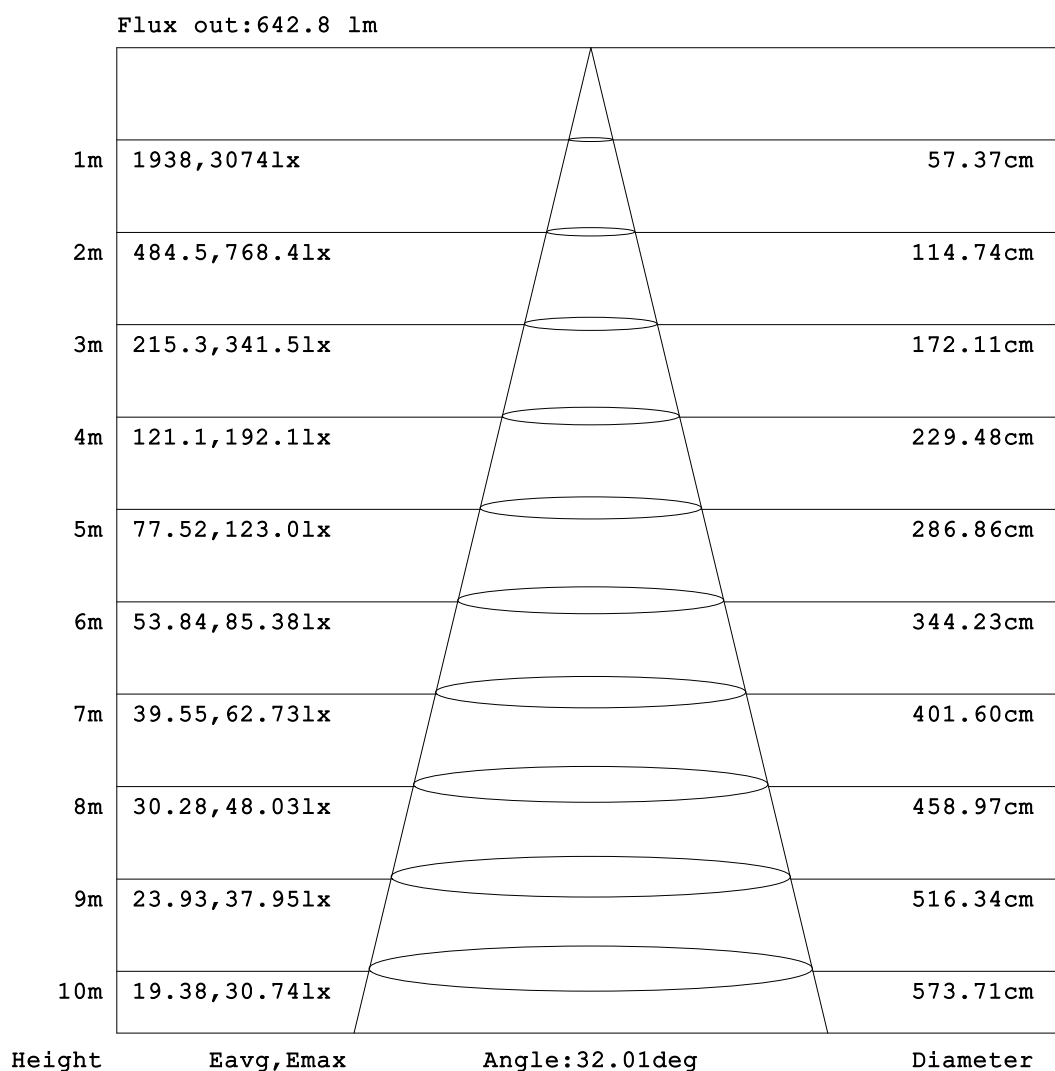 Flux out:642.8 lm
1m 1938,3074lx 57.37cm
2m 484.5,768.4lx 114.74cm
3m 215.3,341.5lx 172.11cm
4m 121.1,192.1lx 229.48cm
5m 77.52,123.0lx 286.86cm
6m 53.84,85.38lx 344.23cm
7m 39.55,62.73lx 401.60cm
8m 30.28,48.03lx 458.97cm
9m 23.93,37.95lx 516.34cm
10m 19.38,30.74lx 573.71cm
Height Eavg,Emax Angle:32.01deg Diameter